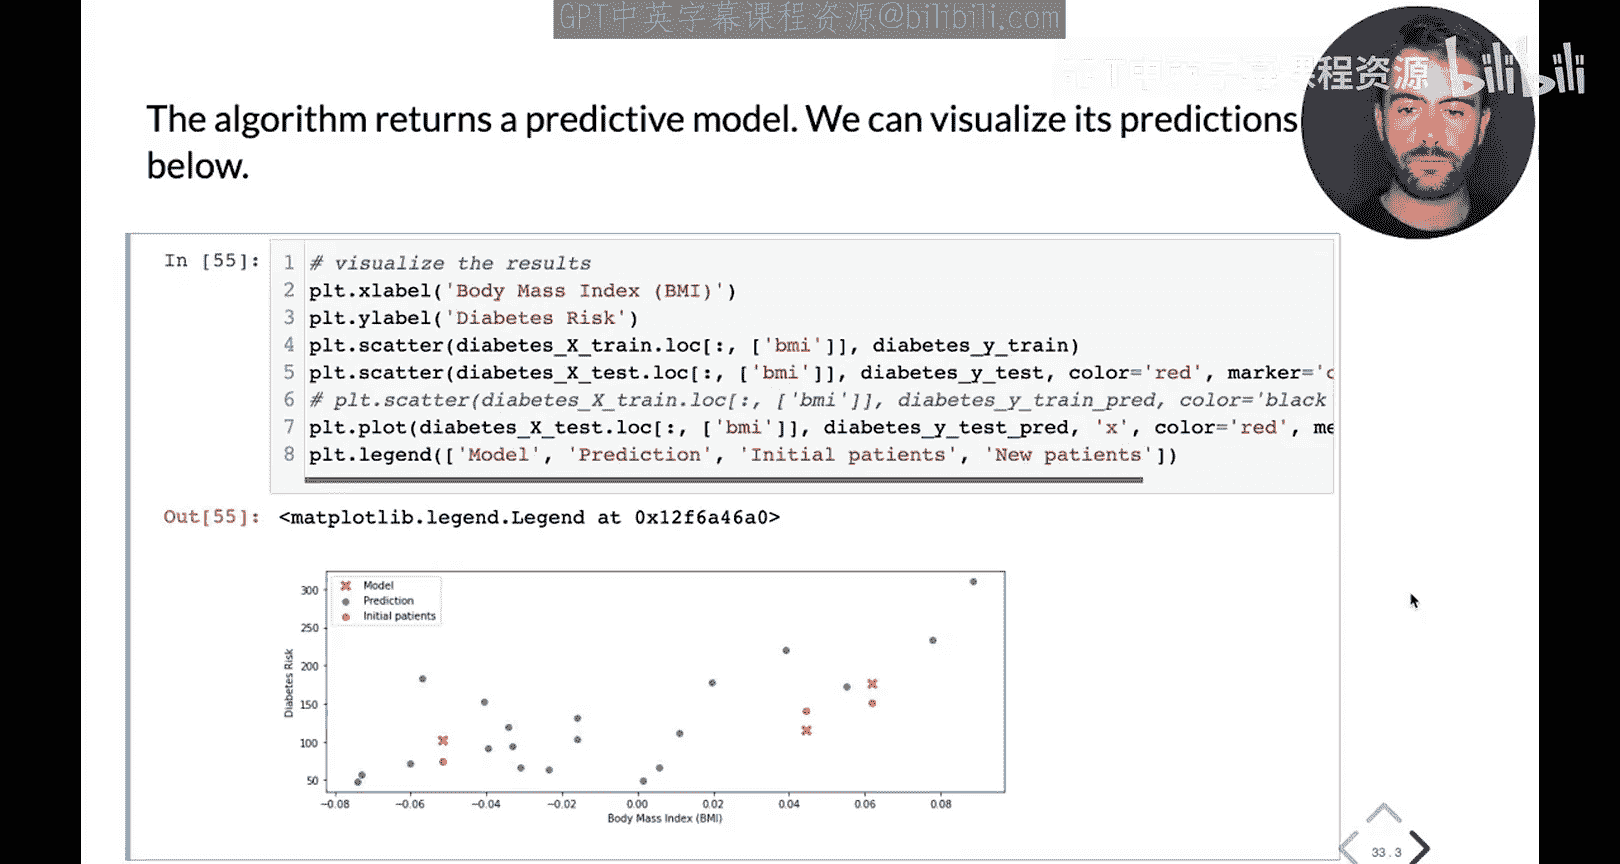 GPT中英字幕课程资源@bilibili.com
课程资源 bilibili
The algorithm returns a predictive model. We can visualize its predictions
below.
In [55]:
1 # visualize the results
2 plt.xlabel('Body Mass Index (BMI)')
3 plt.ylabel('Diabetes Risk')
4 plt.scatter(diabetes_X_train.loc[:, ['bmi']], diabetes_y_train)
5 plt.scatter(diabetes_X_test.loc[:, ['bmi']], diabetes_y_test, color='red', marker='
6 # plt.scatter(diabetes_X_train.loc[:, ['bmi']], diabetes_y_train_pred, color='black
7 plt.plot(diabetes_X_test.loc[:, ['bmi']], diabetes_y_test_pred, 'x', color='red', me
8 plt.legend(['Model', 'Prediction', 'Initial patients', 'New patients'])
Out[55]: <matplotlib.legend.Legend at 0x12f6a46a0>
Model
Prediction
Initial patients
300
250
200
150
100
50
Diabetes Risk
−0.08 −0.06 −0.04 −0.02 0.00 0.02 0.04 0.06 0.08
Body Mass Index (BMI)
33.3